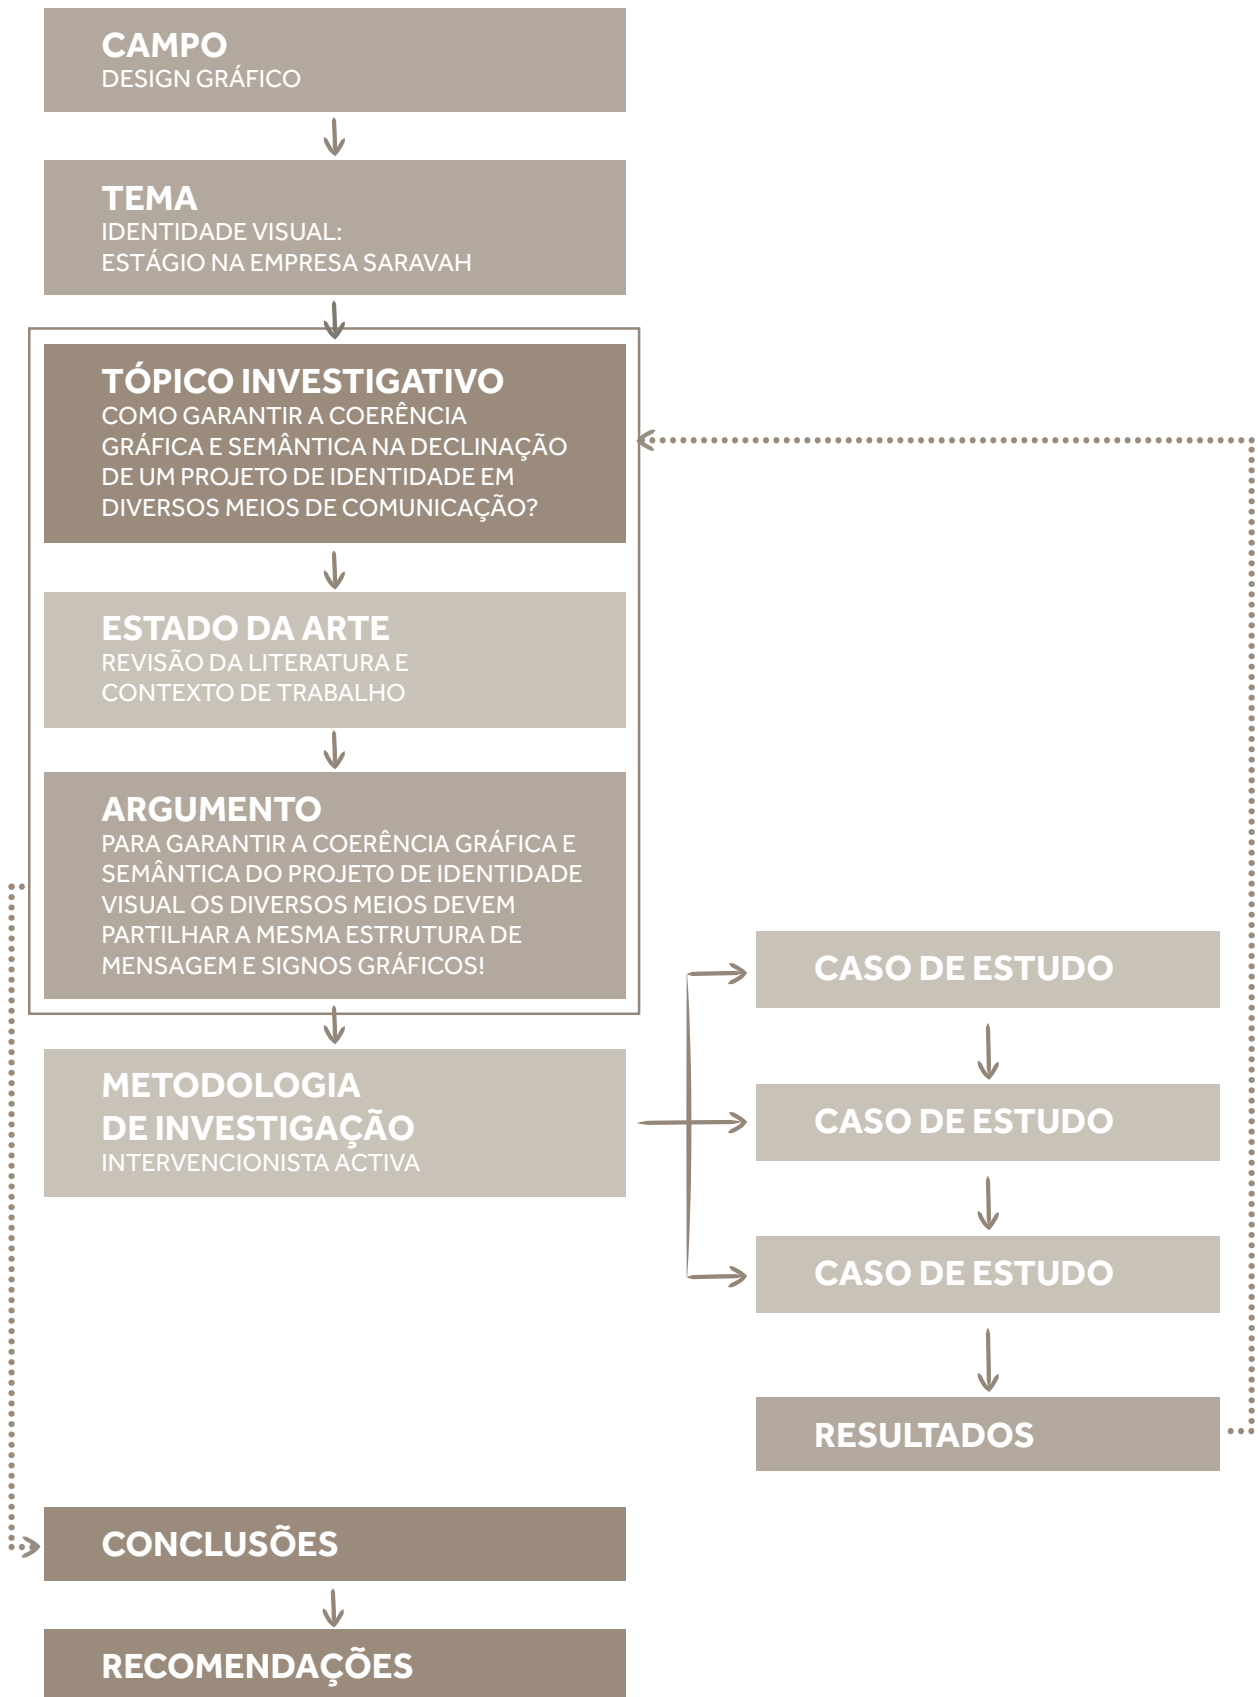 CAMPO
DESIGN GRÁFICO
TEMA
IDENTIDADE VISUAL:
ESTÁGIO NA EMPRESA SARAVAH
TÓPICO INVESTIGATIVO
COMO GARANTIR A COERÊNCIA
GRÁFICA E SEMÂNTICA NA DECLINAÇÃO
DE UM PROJETO DE IDENTIDADE EM
DIVERSOS MEIOS DE COMUNICAÇÃO?
ESTADO DA ARTE
REVISÃO DA LITERATURA E
CONTEXTO DE TRABALHO
ARGUMENTO
PARA GARANTIR A COERÊNCIA GRÁFICA E
SEMÂNTICA DO PROJETO DE IDENTIDADE
VISUAL OS DIVERSOS MEIOS DEVEM
PARTILHAR A MESMA ESTRUTURA DE
MENSAGEM E SIGNOS GRÁFICOS!
METODOLOGIA
DE INVESTIGAÇÃO
INTERVENCIONISTA ACTIVA
CASO DE ESTUDO
CASO DE ESTUDO
CASO DE ESTUDO
RESULTADOS
CONCLUSÕES
RECOMENDAÇÕES